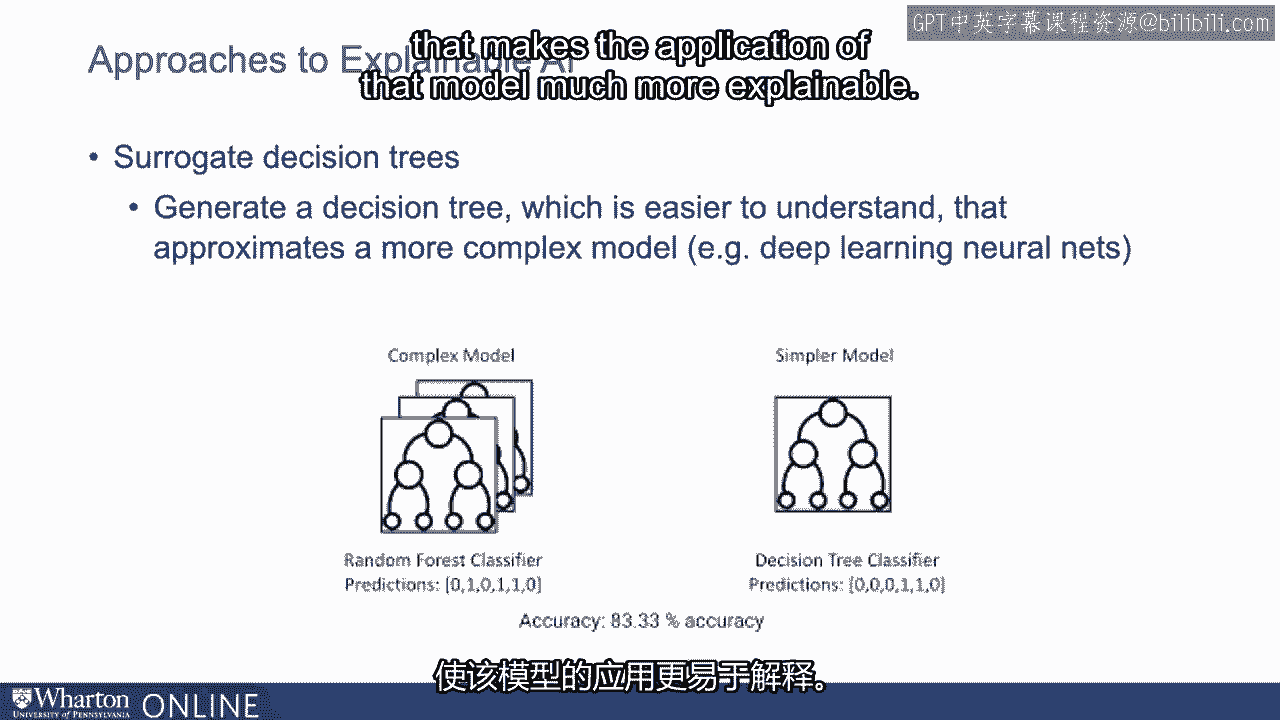 GPT中英字幕课程资源@bilibili.com
that makes the application of
that model much more explainable.
Approaches to Explainable AI
• Surrogate decision trees
• Generate a decision tree, which is easier to understand, that
approximates a more complex model (e.g. deep learning neural nets)
Complex Model
Simpler Model
Random Forest Classifier
Predictions: [0,1,0,1,1,0]
Decision Tree Classifier
Predictions: [0,0,0,1,1,0]
Accuracy: 83.33 % accuracy
使该模型的应用更易于解释。
Wharton
UNIVERSITY of PENNSYLVANIA
ONLINE